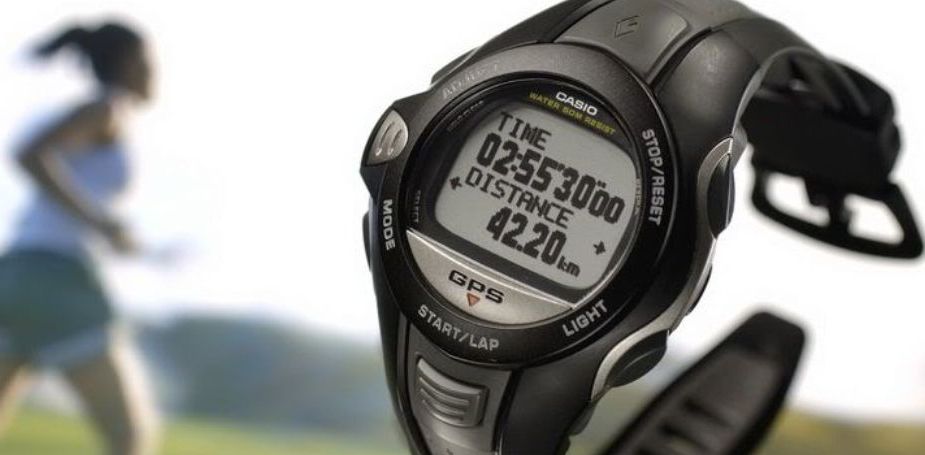 ADJUST
CASIO
WATER 50M RESIST
TIME
02:55'30"00
DISTANCE
42.20km
STOP/RESET
MODE
GPS
START/LAP
LIGHT